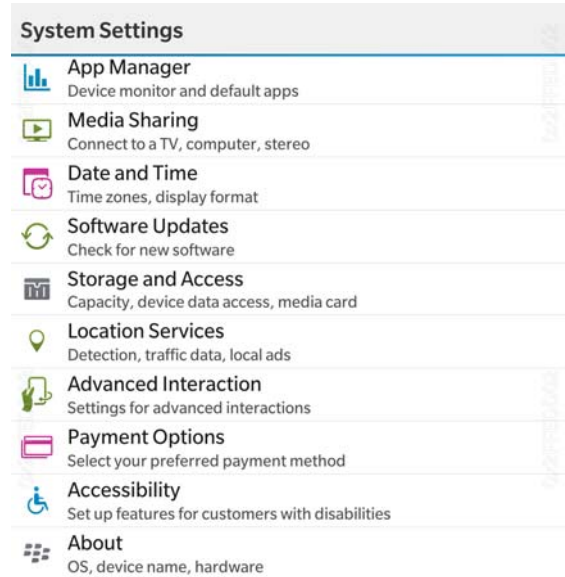 System Settings
App Manager
Device monitor and default apps
Media Sharing
Connect to a TV, computer, stereo
Date and Time
Time zones, display format
Software Updates
Check for new software
Storage and Access
Capacity, device data access, media card
Location Services
Detection, traffic data, local ads
Advanced Interaction
Settings for advanced interactions
Payment Options
Select your preferred payment method
Accessibility
Set up features for customers with disabilities
About
OS, device name, hardware